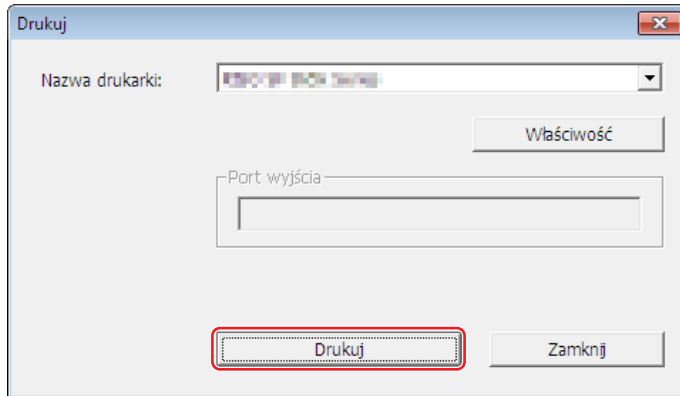 Drukuj
Nazwa drukarki:
Właściwość
Port wyjścia
Drukuj
Zamknij